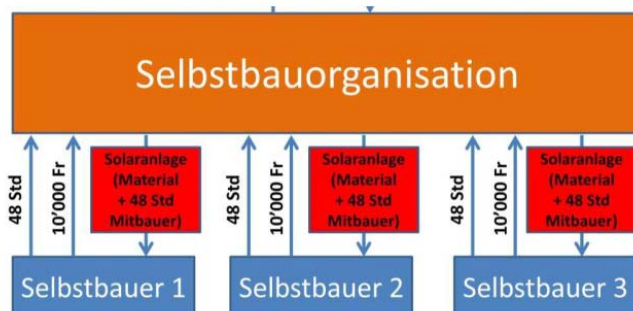 Selbstbauorganisation
48 Std
10'000 Fr
Solaranlage
(Material
+ 48 Std
Mitbauer)
48 Std
10'000 Fr
Solaranlage
(Material
+ 48 Std
Mitbauer)
48 Std
10'000 Fr
Solaranlage
(Material
+ 48 Std
Mitbauer)
Selbstbauer 1
Selbstbauer 2
Selbstbauer 3